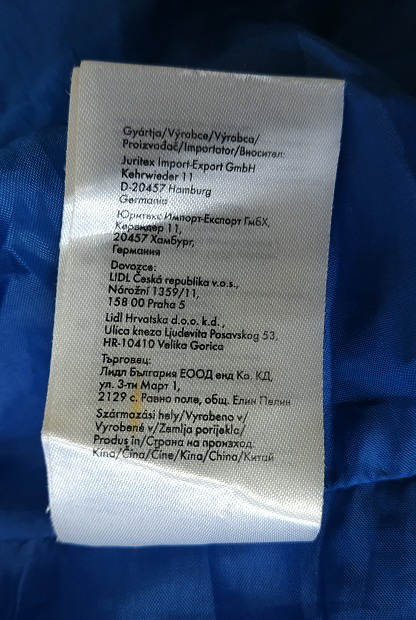 Gyártja/Výrobce/Výrobca/
Proizvođač/Importator/Вносител:
Juritex Import-Export GmbH
Kehrwieder 11
D-20457 Hamburg
Germania
Юритекс Импорт-Експорт ГмбХ,
Кервидер 11,
20457 Хамбург,
Германия
Dovozce:
LIDL Česká republika v.o.s.,
Nárožní 1359/11,
158 00 Praha 5
Lidl Hrvatska d.o.o. k.d.,
Ulica kneza Ljudevita Posavskog 53,
HR-10410 Velika Gorica
Търговец:
Лидл България ЕООД енд Ко. КД,
ул. 3-ти Март 1,
2129 с. Равно поле, общ. Елин Пелин
Származási hely/Vyrobeno v/
Vyrobené v/Zemlja porijekla/
Produs în/Страна на произход
Kína/Čína/Čine/Kina/China/Китай